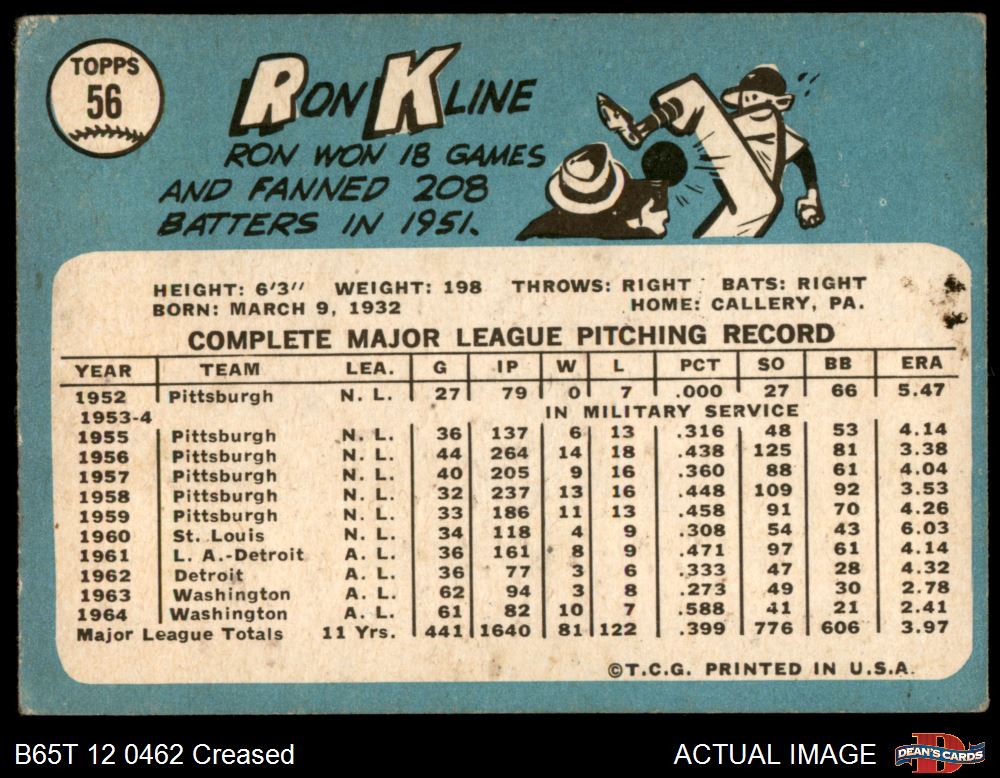 TOPPS
56
RON KLINE
RON WON 18 GAMES
AND FANNED 208
BATTERS IN 1951.
HEIGHT: 6'3" WEIGHT: 198 THROWS: RIGHT BATS: RIGHT
BORN: MARCH 9, 1932 HOME: CALLERY, PA.
COMPLETE MAJOR LEAGUE PITCHING RECORD
YEAR TEAM LEA. G IP W L PCT SO BB ERA
1952 Pittsburgh N. L. 27 79 0 7 .000 27 66 5.47
1953-4 IN MILITARY SERVICE
1955 Pittsburgh N. L. 36 137 6 13 .316 48 53 4.14
1956 Pittsburgh N. L. 44 264 14 18 .438 125 81 3.38
1957 Pittsburgh N. L. 40 205 9 16 .360 88 61 4.04
1958 Pittsburgh N. L. 32 237 13 16 .448 109 92 3.53
1959 Pittsburgh N. L. 33 186 11 13 .458 91 70 4.26
1960 St. Louis N. L. 34 118 4 9 .308 54 43 6.03
1961 L. A.-Detroit A. L. 36 161 8 9 .471 97 61 4.14
1962 Detroit A. L. 36 77 3 6 .333 47 28 4.32
1963 Washington A. L. 62 94 3 8 .273 49 30 2.78
1964 Washington A. L. 61 82 10 7 .588 41 21 2.41
Major League Totals 11 Yrs. 441 1640 81 122 .399 776 606 3.97
©T.C.G. PRINTED IN U.S.A.
B65T 12 0462 Creased ACTUAL IMAGE
DEAN'S CARDS